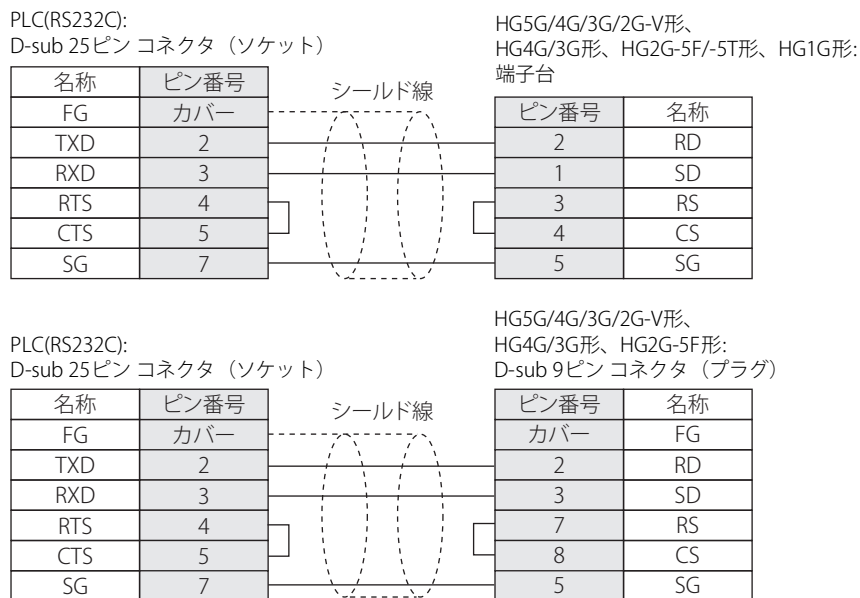 PLC(RS232C):
D-sub 25ピン コネクタ（ソケット）
HG5G/4G/3G/2G-V形、
HG4G/3G形、HG2G-5F/-5T形、HG1G形:
端子台
名称 ピン番号
FG カバー
TXD 2
RXD 3
RTS 4
CTS 5
SG 7
シールド線
ピン番号 名称
2 RD
1 SD
3 RS
4 CS
5 SG
PLC(RS232C):
D-sub 25ピン コネクタ（ソケット）
HG5G/4G/3G/2G-V形、
HG4G/3G形、HG2G-5F形:
D-sub 9ピン コネクタ（プラグ）
名称 ピン番号
FG カバー
TXD 2
RXD 3
RTS 4
CTS 5
SG 7
シールド線
ピン番号 名称
カバー FG
2 RD
3 SD
7 RS
8 CS
5 SG